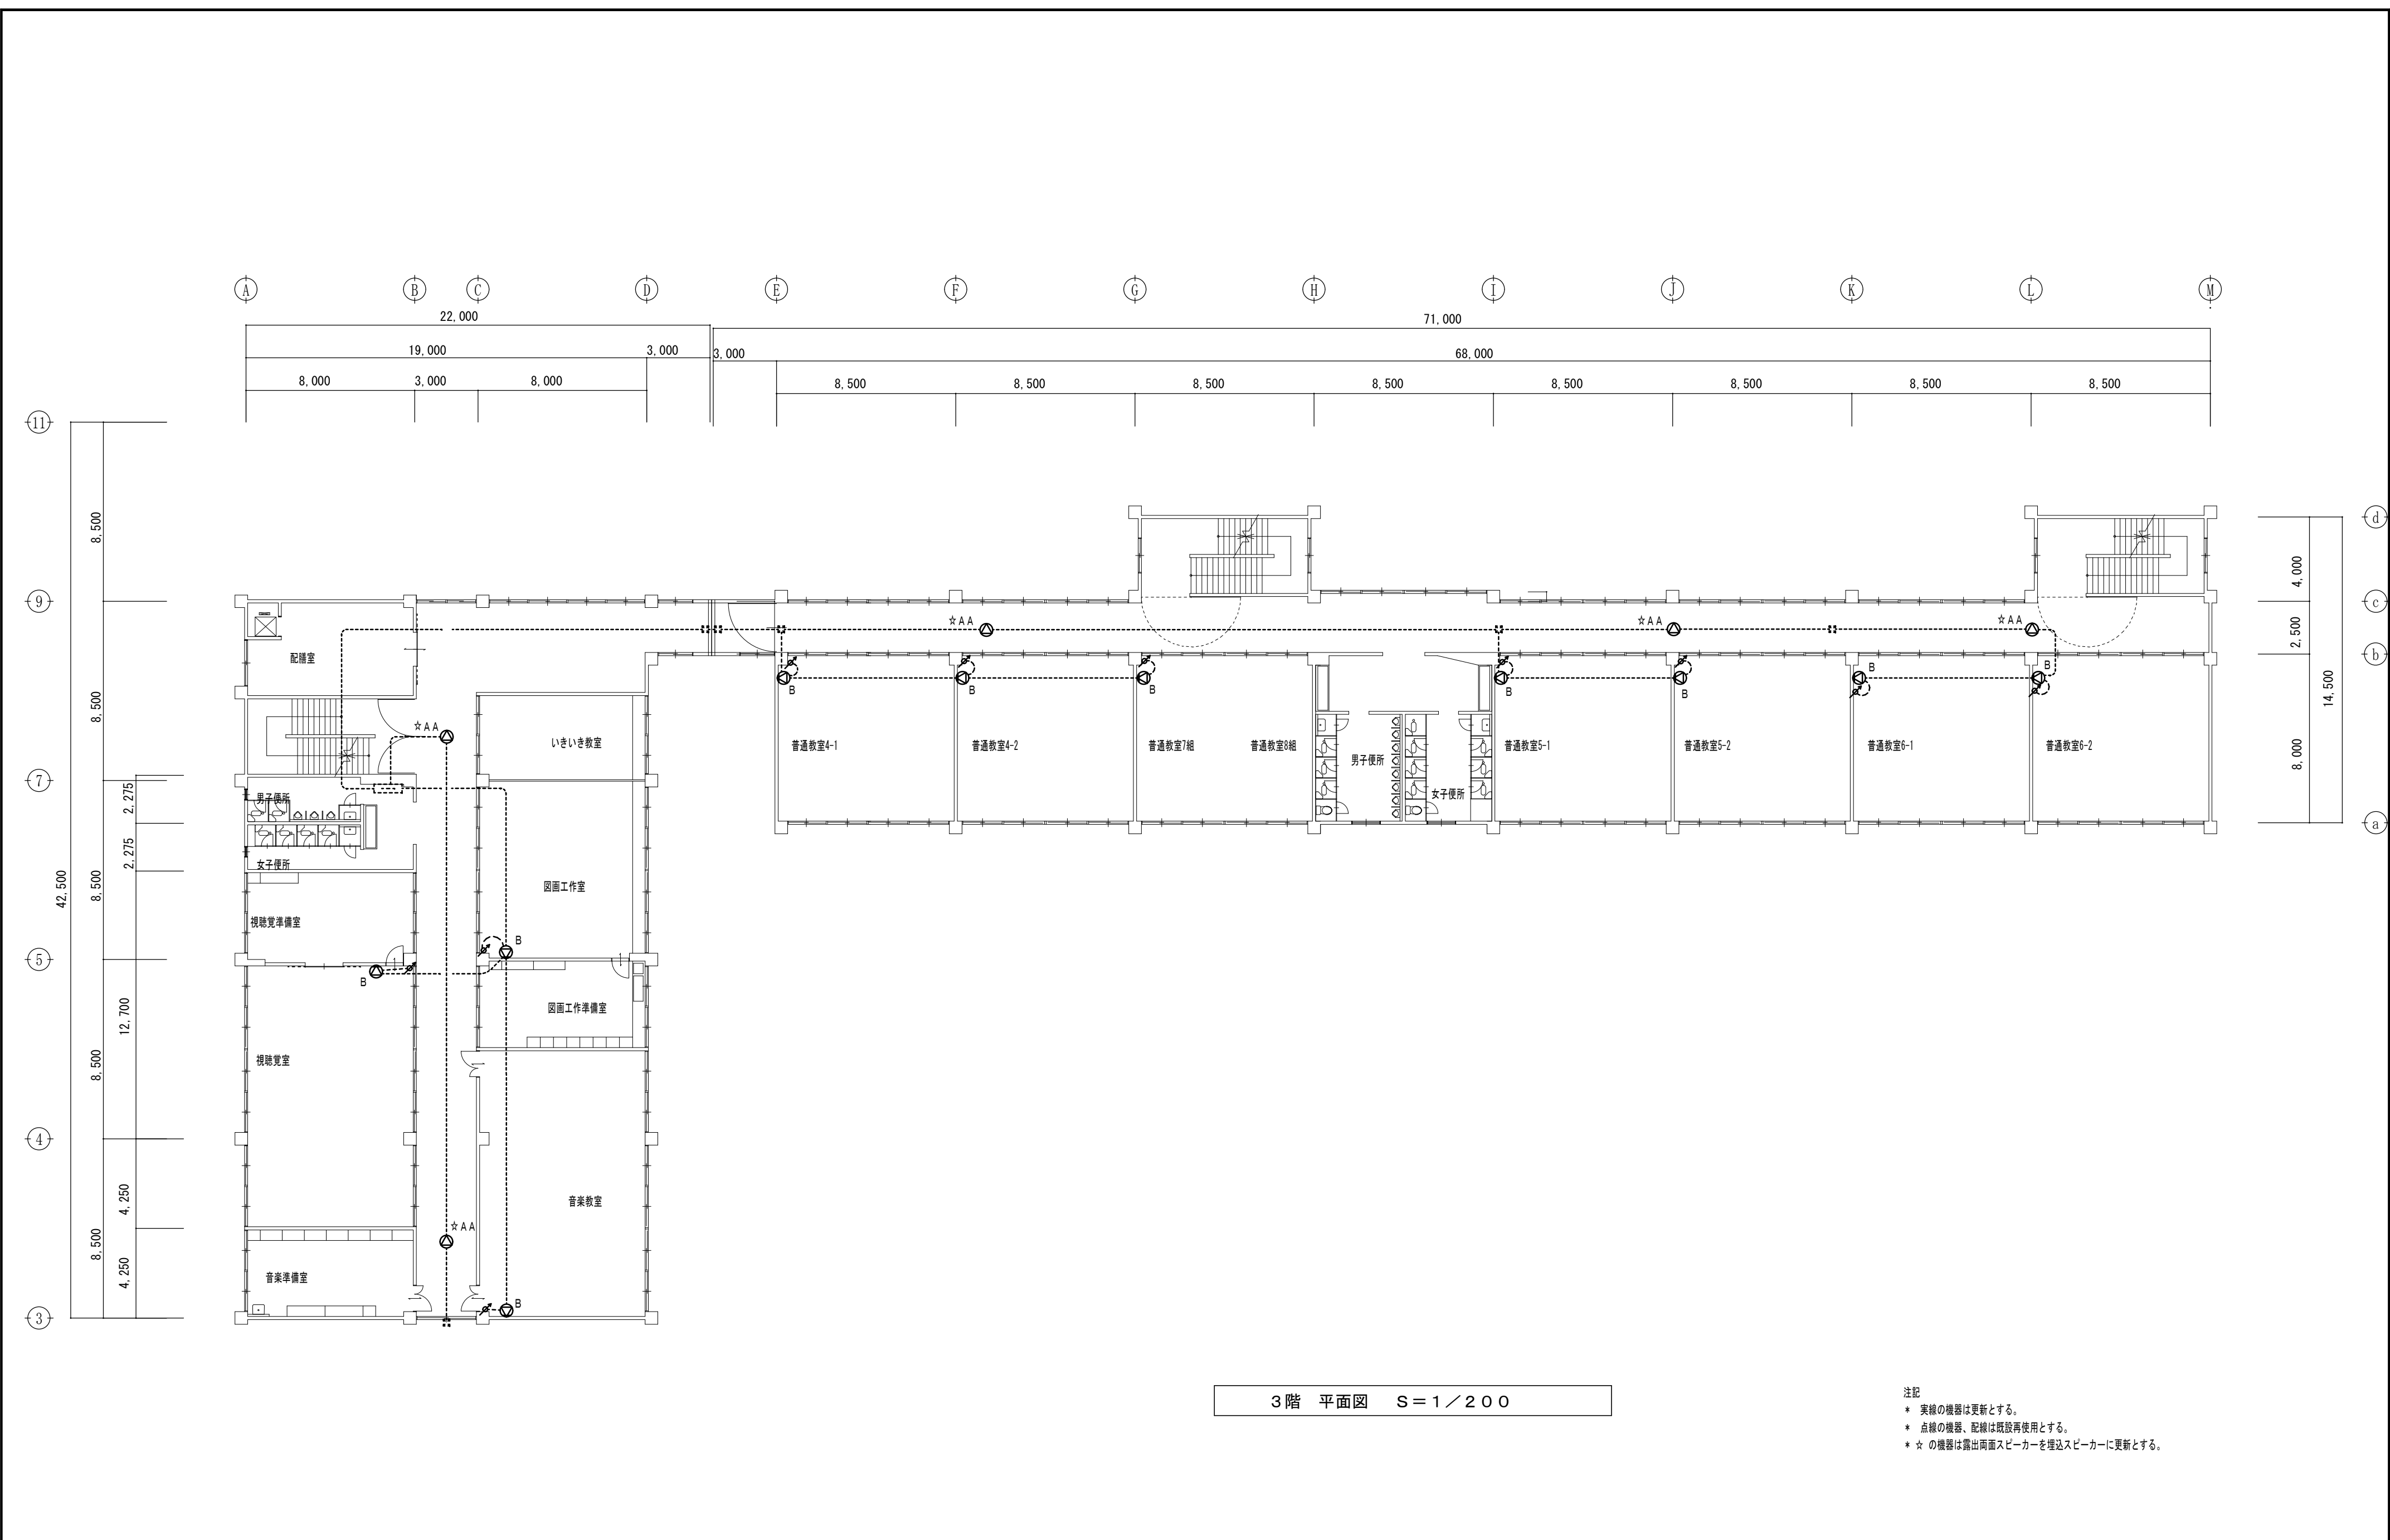 A B C D E F G H I J K L M
22,000
71,000
19,000 3,000 3,000 68,000
8,000 3,000 8,000 8,500 8,500 8,500 8,500 8,500 8,500 8,500 8,500
11
9
7
5
4
3
42,500
8,500
8,500
8,500
8,500
8,500
2,275
2,275
12,700
4,250
4,250
d
c
b
a
4,000
2,500
8,000
14,500
配膳室
☆AA
☆AA
☆AA
☆AA
B
B
B
B
B
B
B
いきいき教室
普通教室4-1
普通教室4-2
普通教室7組
普通教室8組
男子便所
女子便所
普通教室5-1
普通教室5-2
普通教室6-1
普通教室6-2
男子便所
女子便所
図画工作室
視聴覚準備室
B
B
図画工作準備室
視聴覚室
音楽教室
☆AA
音楽準備室
B
3階 平面図 S=1/200
注記
* 実線の機器は更新とする。
* 点線の機器、配線は既設再使用とする。
* ☆ の機器は露出両面スピーカーを埋込スピーカーに更新とする。